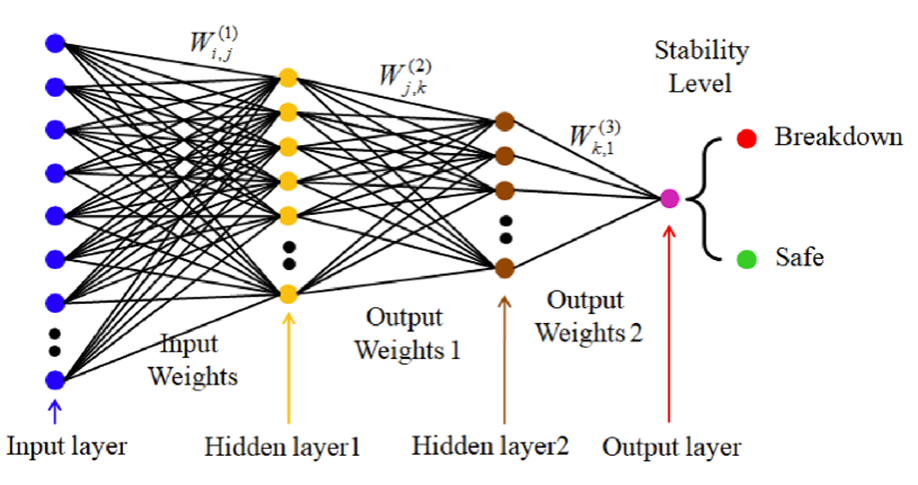 W_{i,j}^{(1)}
W_{j,k}^{(2)}
Stability
Level
W_{k,1}^{(3)}
Breakdown
Safe
Input
Weights
Output
Weights 1
Output
Weights 2
Input layer
Hidden layer1
Hidden layer2
Output layer